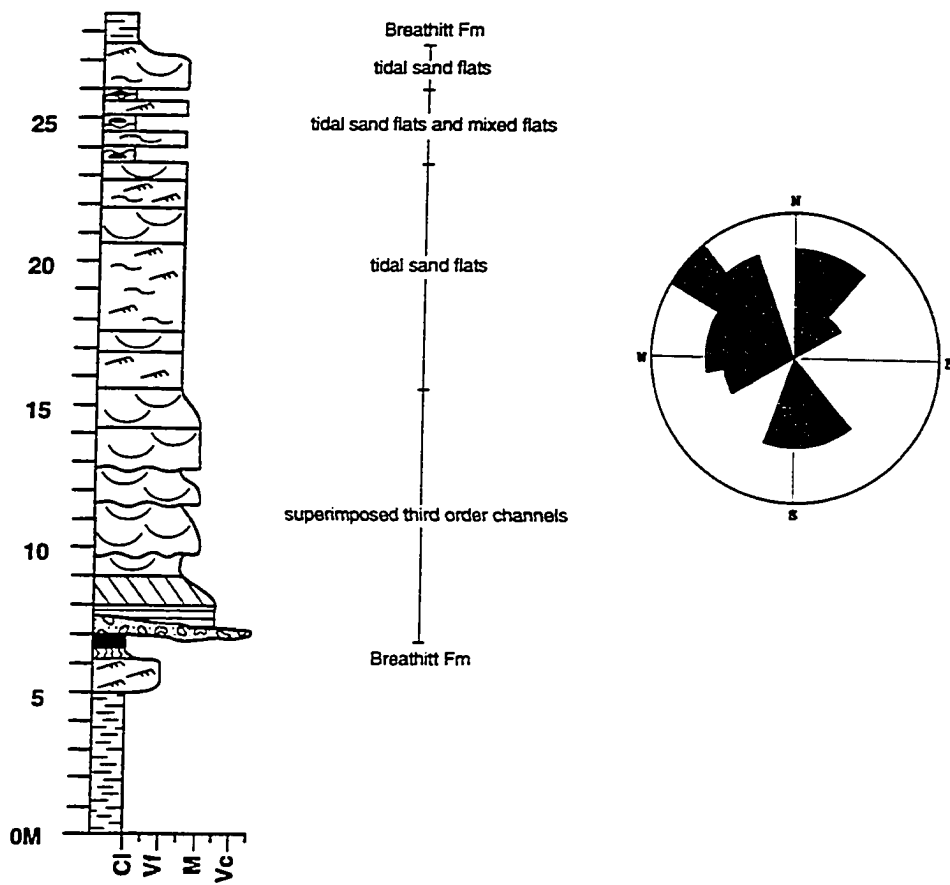 Breathitt Fm
tidal sand flats
25
tidal sand flats and mixed flats
N
20
tidal sand flats
W
E
15
S
superimposed third order channels
10
Breathitt Fm
5
0M
Cl
Vf
M
Vc